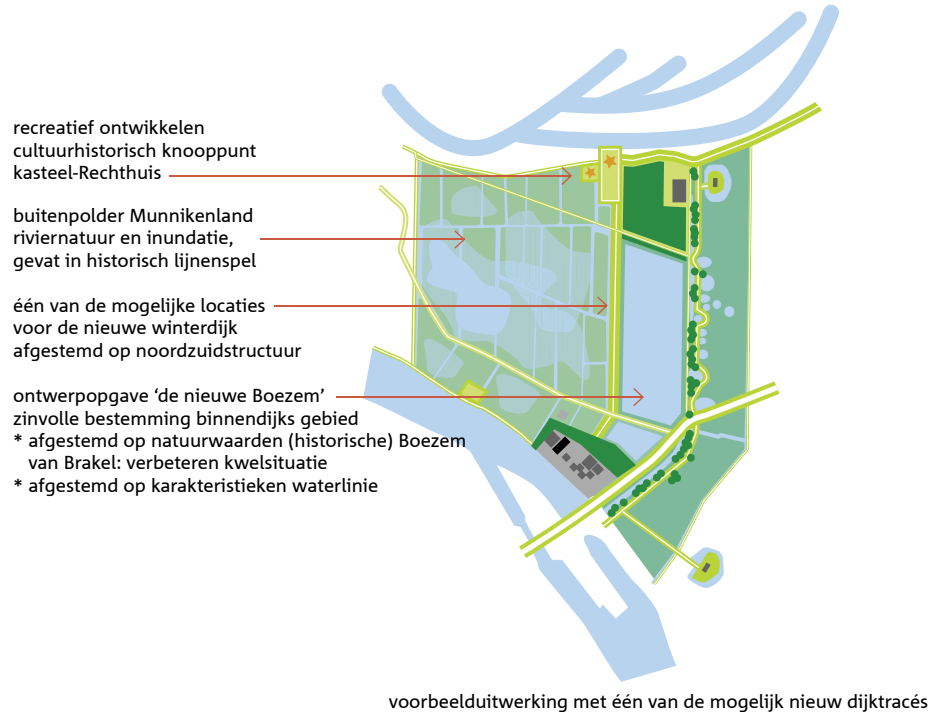 recreatief ontwikkelen
cultuurhistorisch knooppunt
kasteel-Rechthuis
buitenpolder Munnikenland
riviernatuur en inundatie,
gevat in historisch lijnenspel
één van de mogelijke locaties
voor de nieuwe winterdijk
afgestemd op noordzuidstructuur
ontwerpopgave ‘de nieuwe Boezem’
zinvolle bestemming binnendijks gebied
* afgestemd op natuurwaarden (historische) Boezem
van Brakel: verbeteren kwelsituatie
* afgestemd op karakteristieken waterlinie
voorbeelduitwerking met één van de mogelijk nieuw dijktracés